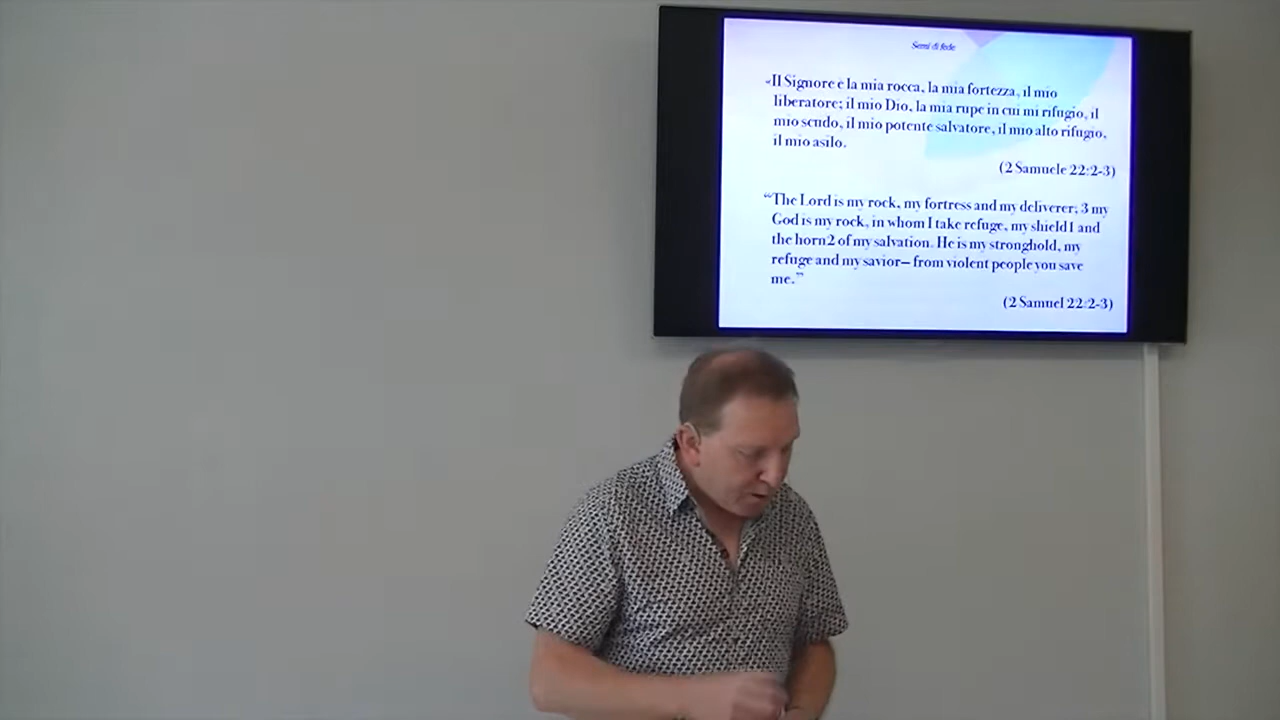 Semi di fede
«Il Signore è la mia rocca, la mia fortezza, il mio
liberatore; il mio Dio, la mia rupe in cui mi rifugio, il
mio scudo, il mio potente salvatore, il mio alto rifugio,
il mio asilo.
(2 Samuele 22:2-3)
“The Lord is my rock, my fortress and my deliverer; 3 my
God is my rock, in whom I take refuge, my shield1 and
the horn2 of my salvation. He is my stronghold, my
refuge and my savior— from violent people you save
me.”
(2 Samuel 22:2-3)